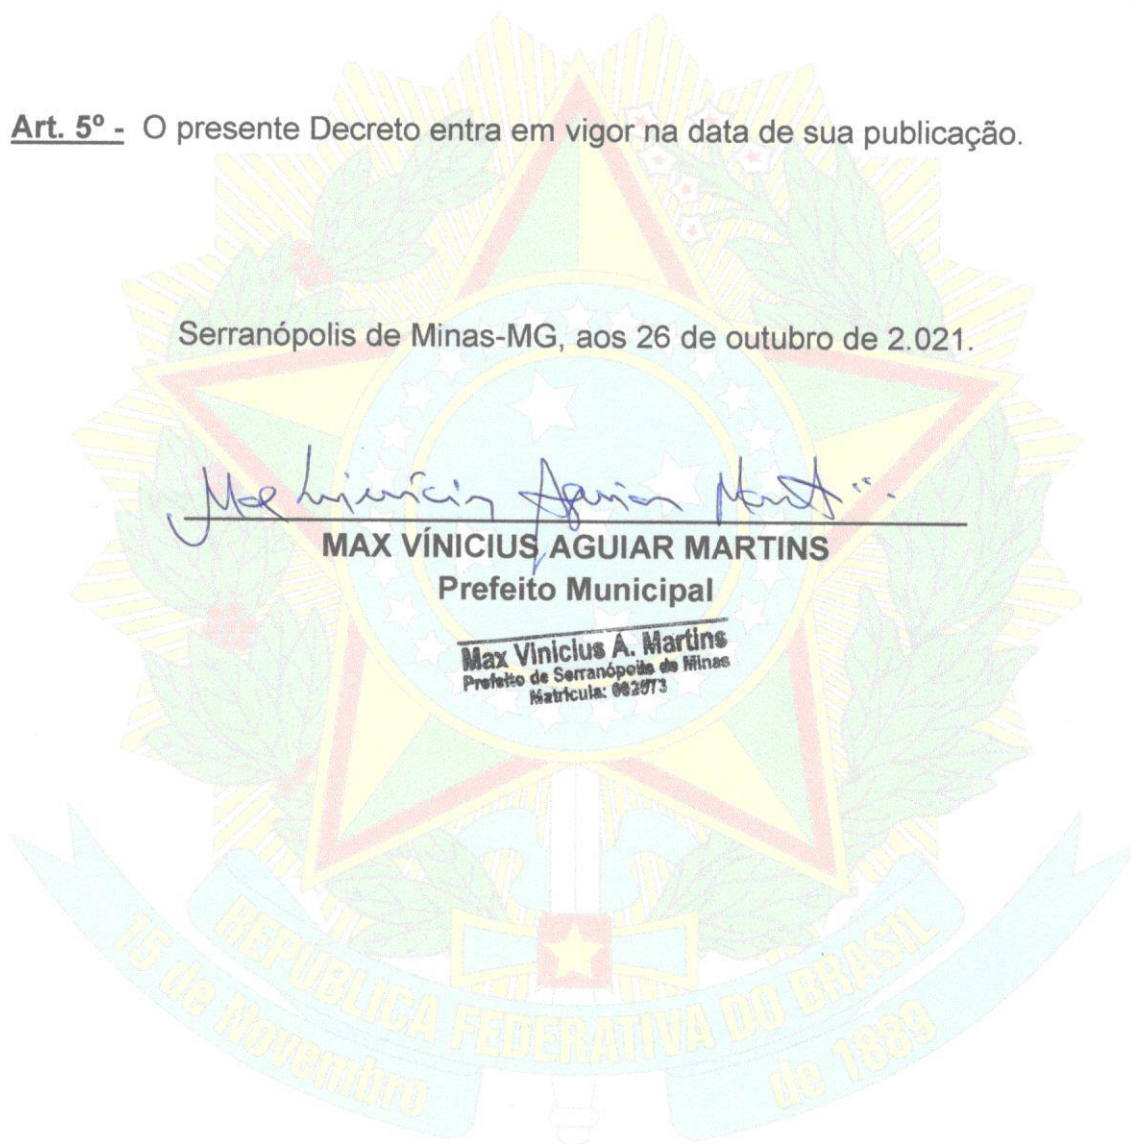 Art. 5º - O presente Decreto entra em vigor na data de sua publicação.
Serranópolis de Minas-MG, aos 26 de outubro de 2.021.
MAX VÍNICIUS AGUIAR MARTINS
Prefeito Municipal
Max Vinicius A. Martins
Prefeito de Serranópolis de Minas
Matrícula:
REPÚBLICA FEDERATIVA DO BRASIL
15 de Novembro de 1889